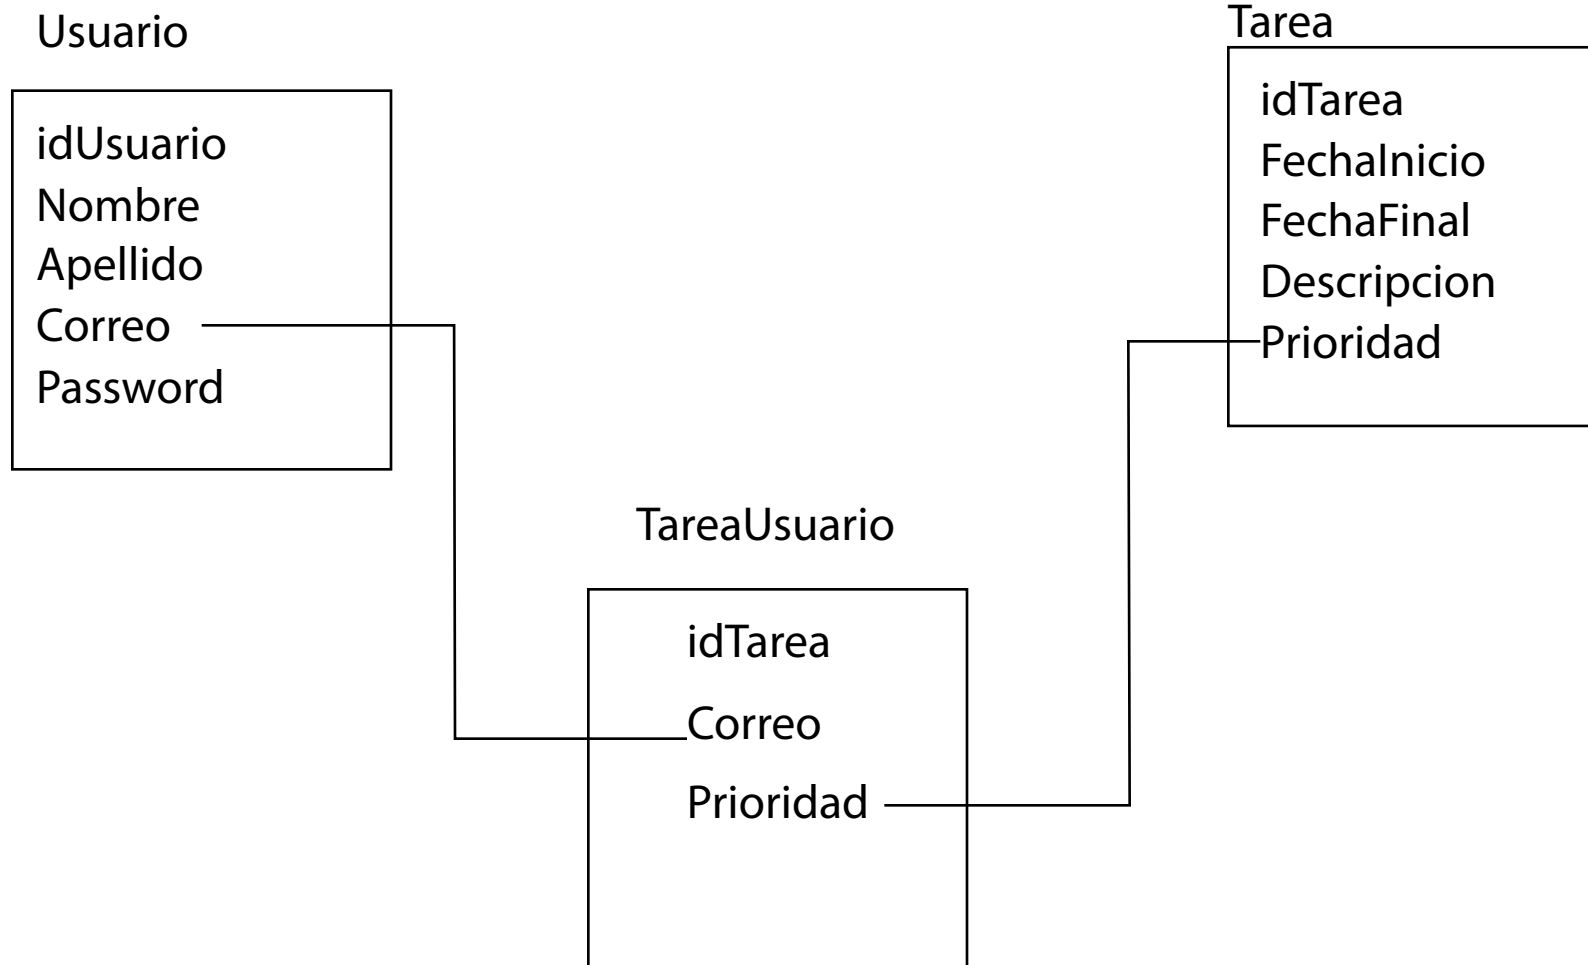 Usuario
idUsuario
Nombre
Apellido
Correo
Password
Tarea
idTarea
FechaInicio
FechaFinal
Descripcion
Prioridad
TareaUsuario
idTarea
Correo
Prioridad